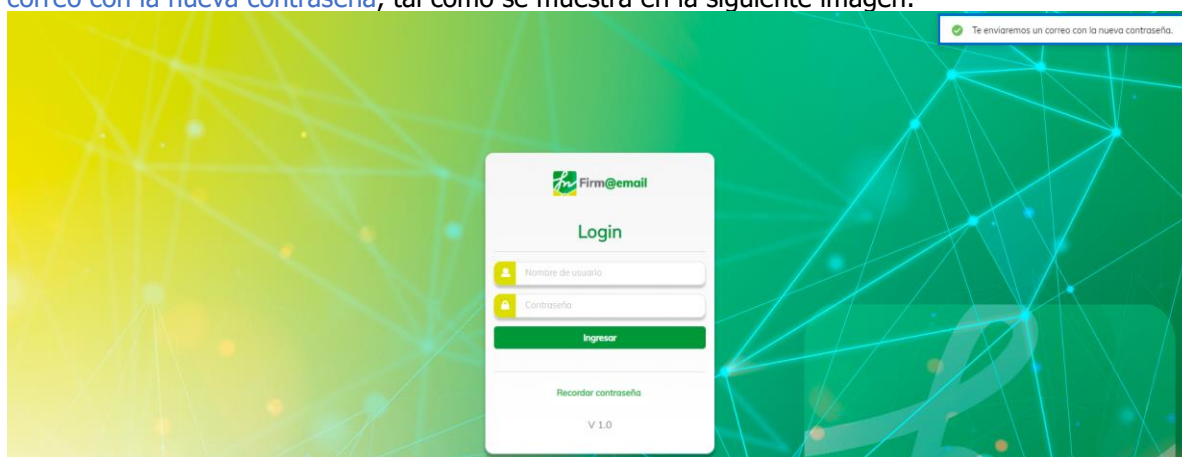 correo con la nueva contraseña, tal como se muestra en la siguiente imagen:
Te enviaremos un correo con la nueva contraseña.
Firm@email
Login
Nombre de usuario
Contraseña
Ingresar
Recordar contraseña
V 1.0